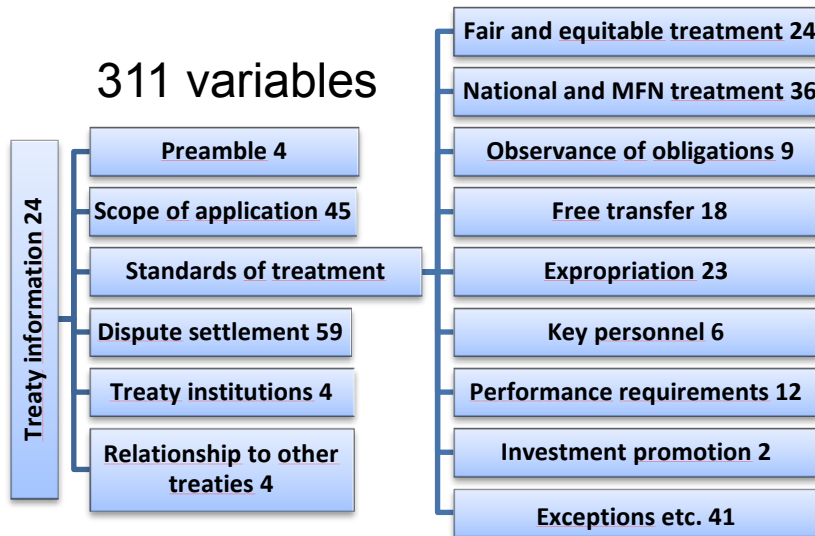 311 variables
Treaty information 24
Preamble 4
Scope of application 45
Standards of treatment
Dispute settlement 59
Treaty institutions 4
Relationship to other
treaties 4
Fair and equitable treatment 24
National and MFN treatment 36
Observance of obligations 9
Free transfer 18
Expropriation 23
Key personnel 6
Performance requirements 12
Investment promotion 2
Exceptions etc. 41